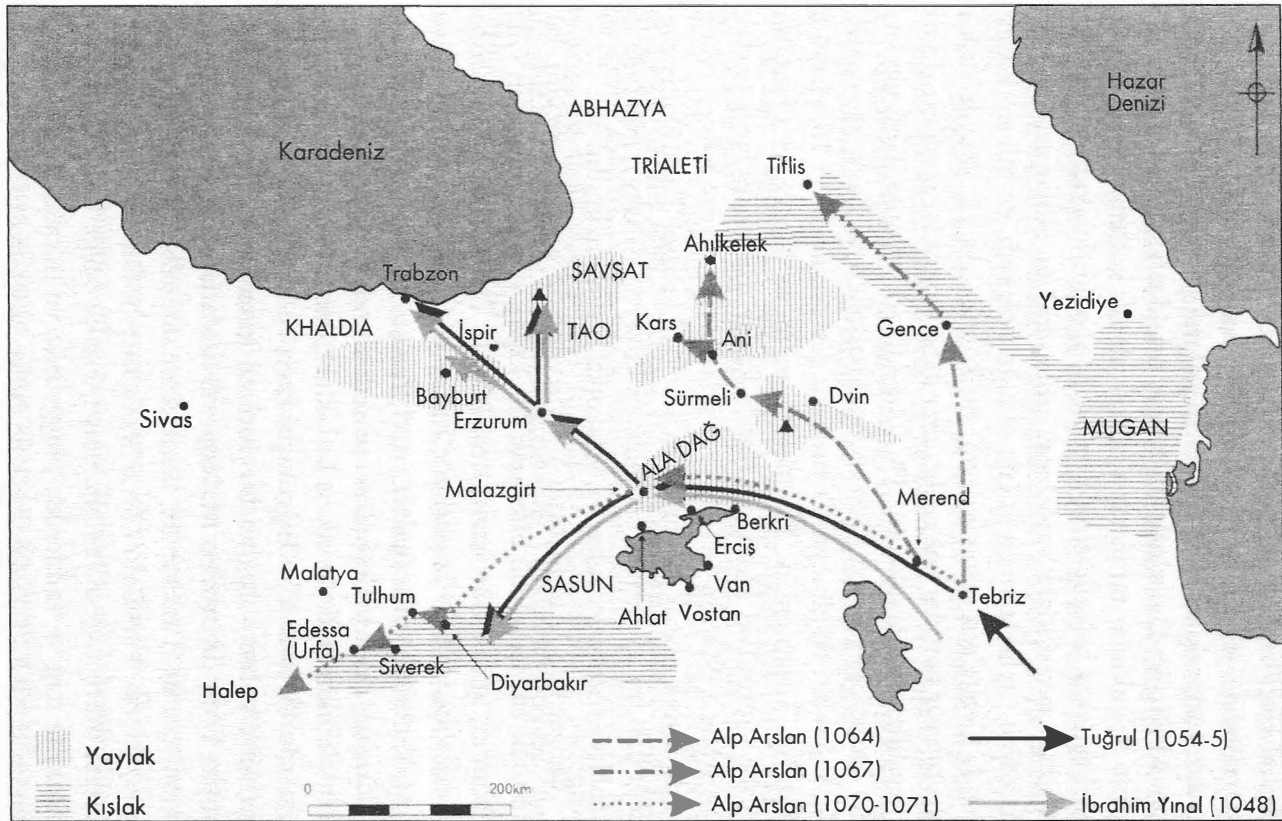 Hazar
Denizi
ABHAZYA
Karadeniz
TRİALETİ
Tiflis
Ahılkelek
ŞAVŞAT
Trabzon
Yezidiye
KHALDIA
İspir
TAO
Kars
Ani
Gence
Bayburt
Sürmeli
Dvin
Sivas
Erzurum
MUGAN
ALA DAĞ
Malazgirt
Merend
Berkri
Erciş
Malatya
SASUN
Van
Tebriz
Tulhum
Ahlat
Vostan
Edessa
(Urfa)
Siverek
Diyarbakır
Halep
Yaylak
Kışlak
0 200km
Alp Arslan (1064)
Alp Arslan (1067)
Alp Arslan (1070-1071)
Tuğrul (1054-5)
İbrahim Yınal (1048)